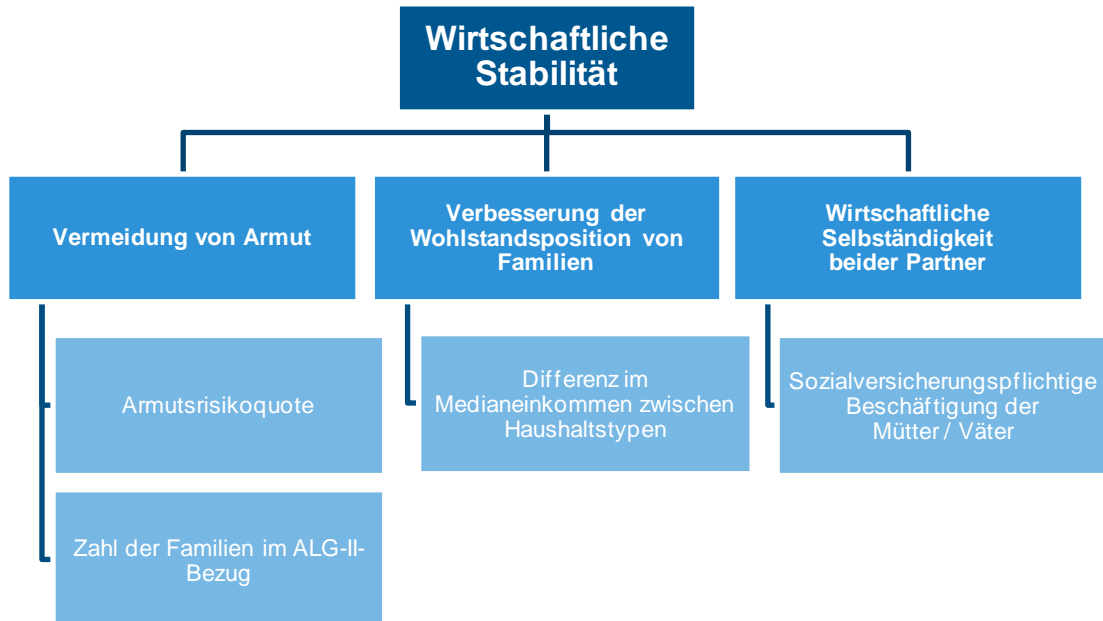 Wirtschaftliche
Stabilität
Vermeidung von Armut
Verbesserung der
Wohlstandsposition von
Familien
Wirtschaftliche
Selbständigkeit
beider Partner
Armutsrisikoquote
Differenz im
Medianeinkommen zwischen
Haushaltstypen
Sozialversicherungspflichtige
Beschäftigung der
Mütter / Väter
Zahl der Familien im ALG-II-
Bezug